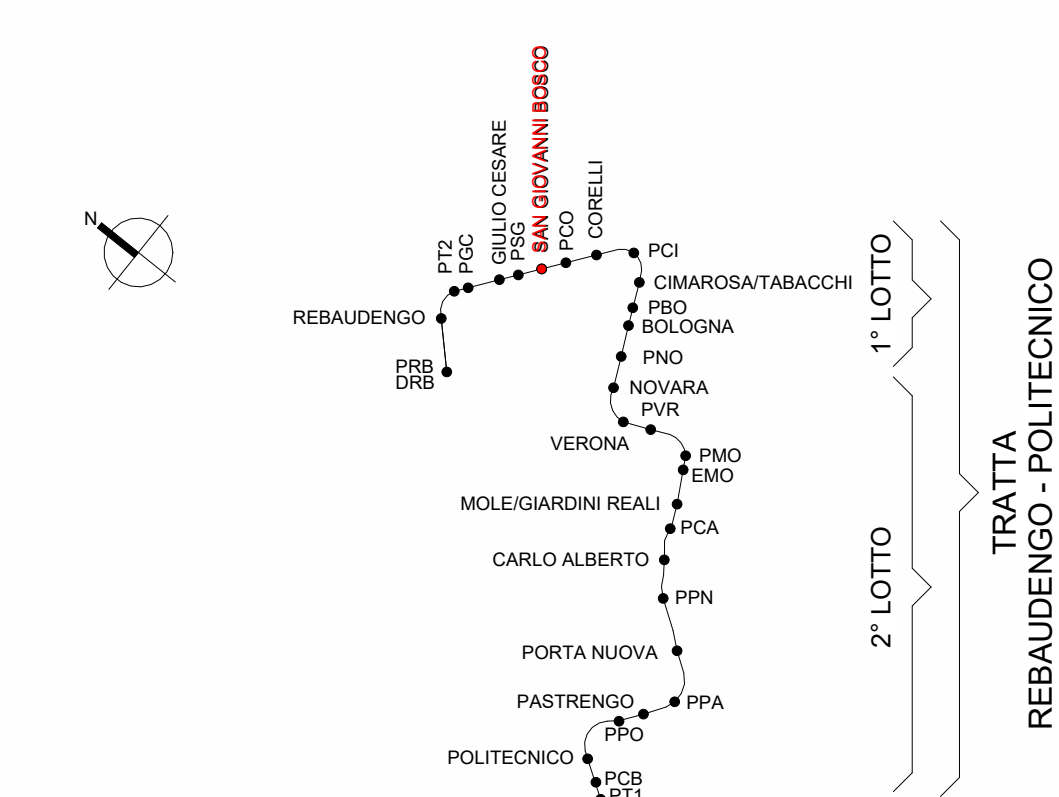 N
PT2
PGC
GIULIO CESARE
PSG
SAN GIOVANNI BOSCO
PCO
CORELLI
PCI
CIMAROSA/TABACCHI
REBAUDENGO
PBO
BOLOGNA
PRB
DRB
PNO
NOVARA
PVR
VERONA
PMO
EMO
MOLE/GIARDINI REALI
PCA
CARLO ALBERTO
PPN
PORTA NUOVA
PASTRENGO
PPA
PPO
POLITECNICO
PCB
PT1
1° LOTTO
2° LOTTO
TRATTA
REBAUDENGO - POLITECNICO